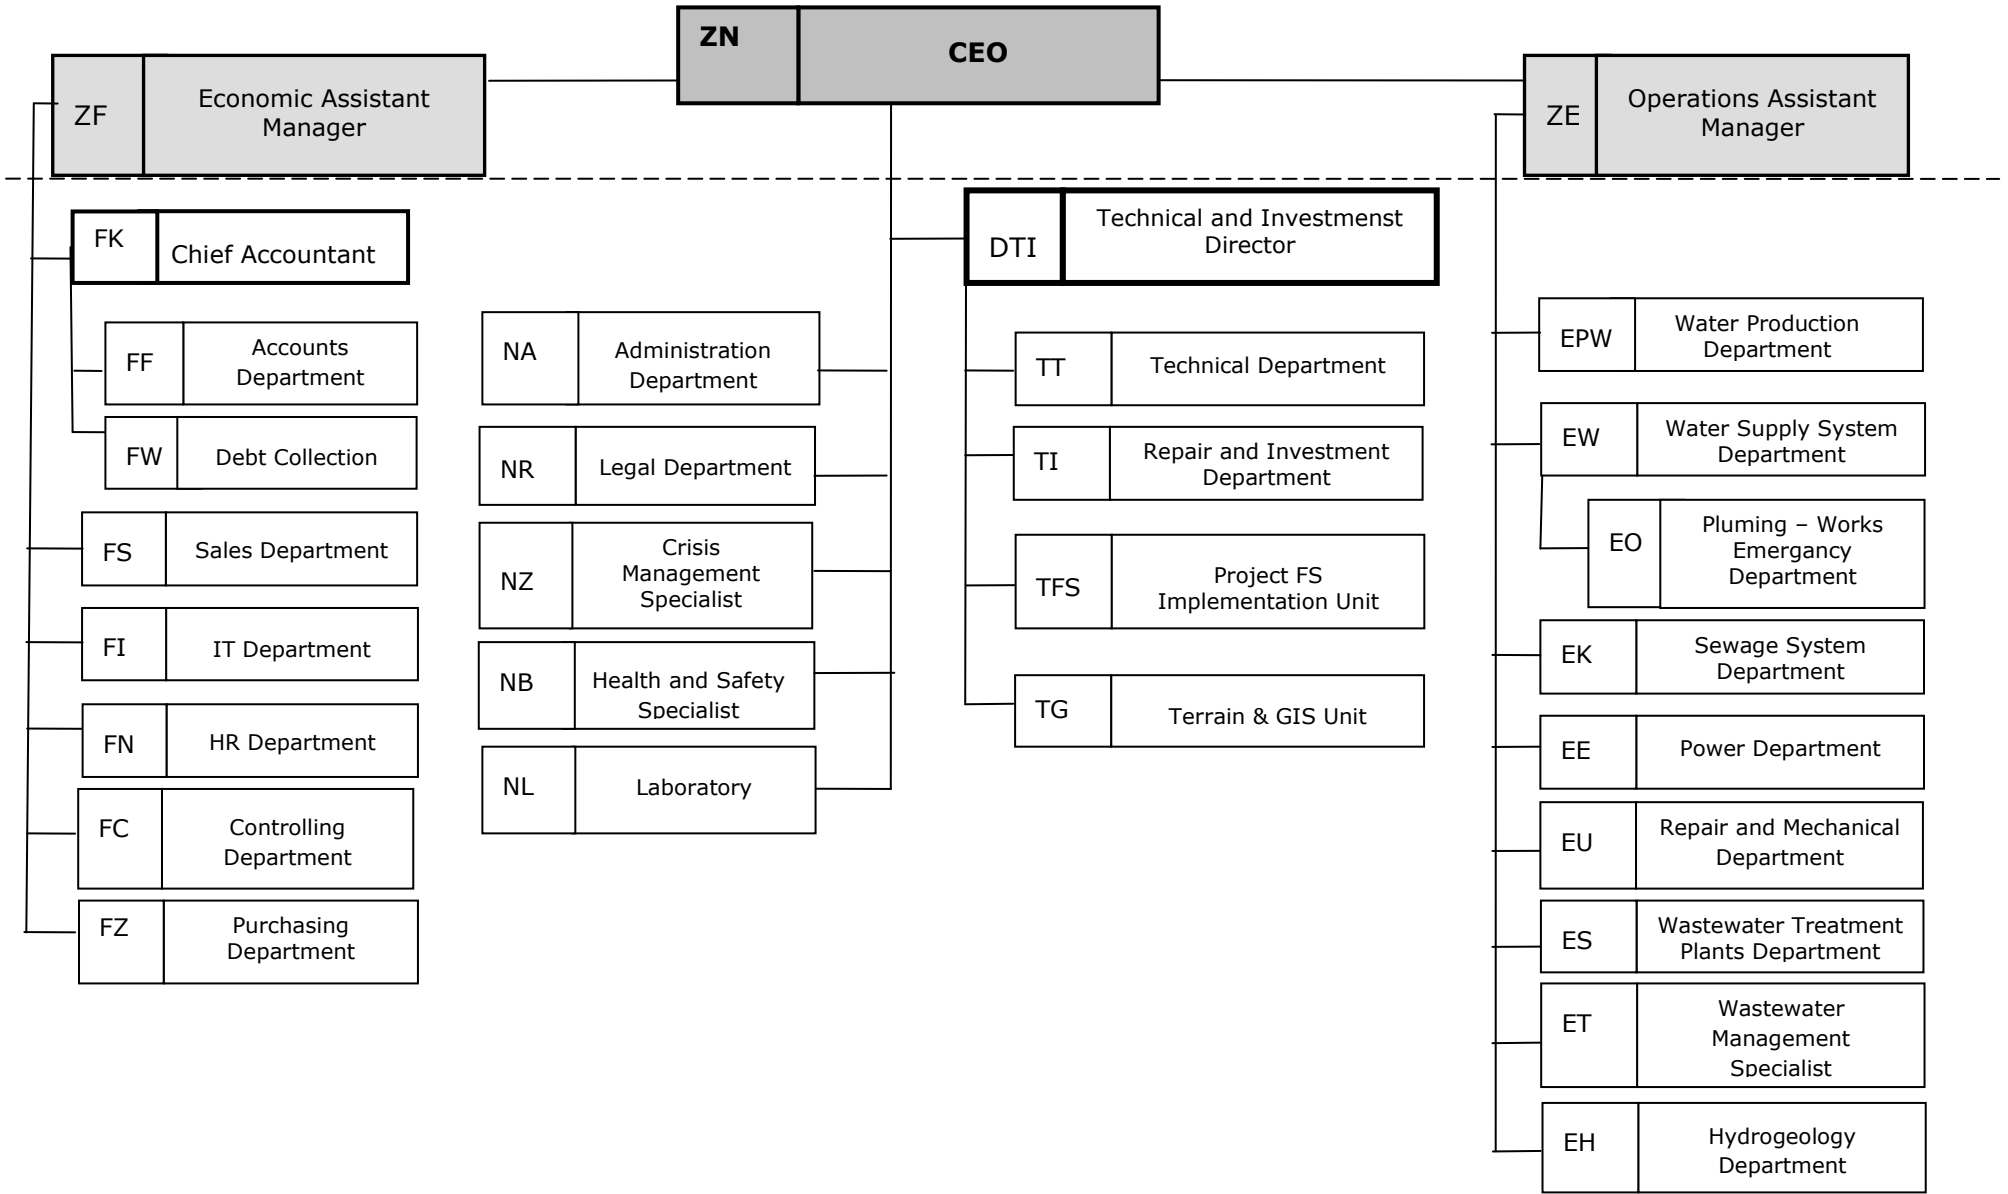 ZN
CEO
ZF
Economic Assistant
Manager
ZE
Operations Assistant
Manager
FK
Chief Accountant
FF
Accounts
Department
FW
Debt Collection
FS
Sales Department
FI
IT Department
FN
HR Department
FC
Controlling
Department
FZ
Purchasing
Department
NA
Administration
Department
NR
Legal Department
NZ
Crisis
Management
Specialist
NB
Health and Safety
Specialist
NL
Laboratory
DTI
Technical and Investmenst
Director
TT
Technical Department
TI
Repair and Investment
Department
TFS
Project FS
Implementation Unit
TG
Terrain & GIS Unit
EPW
Water Production
Department
EW
Water Supply System
Department
EO
Pluming – Works
Emergancy
Department
EK
Sewage System
Department
EE
Power Department
EU
Repair and Mechanical
Department
ES
Wastewater Treatment
Plants Department
ET
Wastewater
Management
Specialist
EH
Hydrogeology
Department